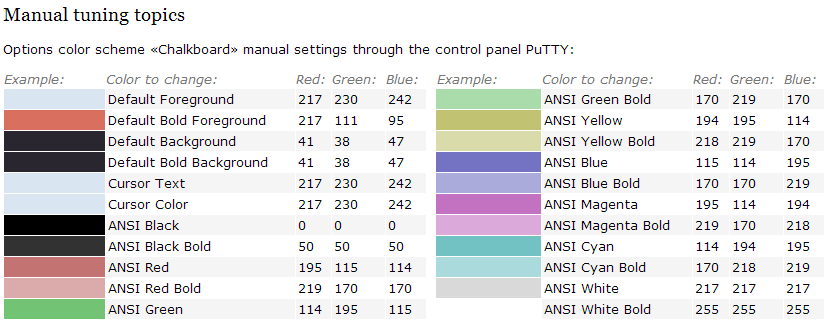 Manual tuning topics
Options color scheme «Chalkboard» manual settings through the control panel PuTTY:
Example: Color to change: Red: Green: Blue: Example: Color to change: Red: Green: Blue:
Default Foreground 217 230 242 ANSI Green Bold 170 219 170
Default Bold Foreground 217 111 95 ANSI Yellow 194 195 114
Default Background 41 38 47 ANSI Yellow Bold 218 219 170
Default Bold Background 41 38 47 ANSI Blue 115 114 195
Cursor Text 217 230 242 ANSI Blue Bold 170 170 219
Cursor Color 217 230 242 ANSI Magenta 195 114 194
ANSI Black 0 0 0 ANSI Magenta Bold 219 170 218
ANSI Black Bold 50 50 50 ANSI Cyan 114 194 195
ANSI Red 195 115 114 ANSI Cyan Bold 170 218 219
ANSI Red Bold 219 170 170 ANSI White 217 217 217
ANSI Green 114 195 115 ANSI White Bold 255 255 255